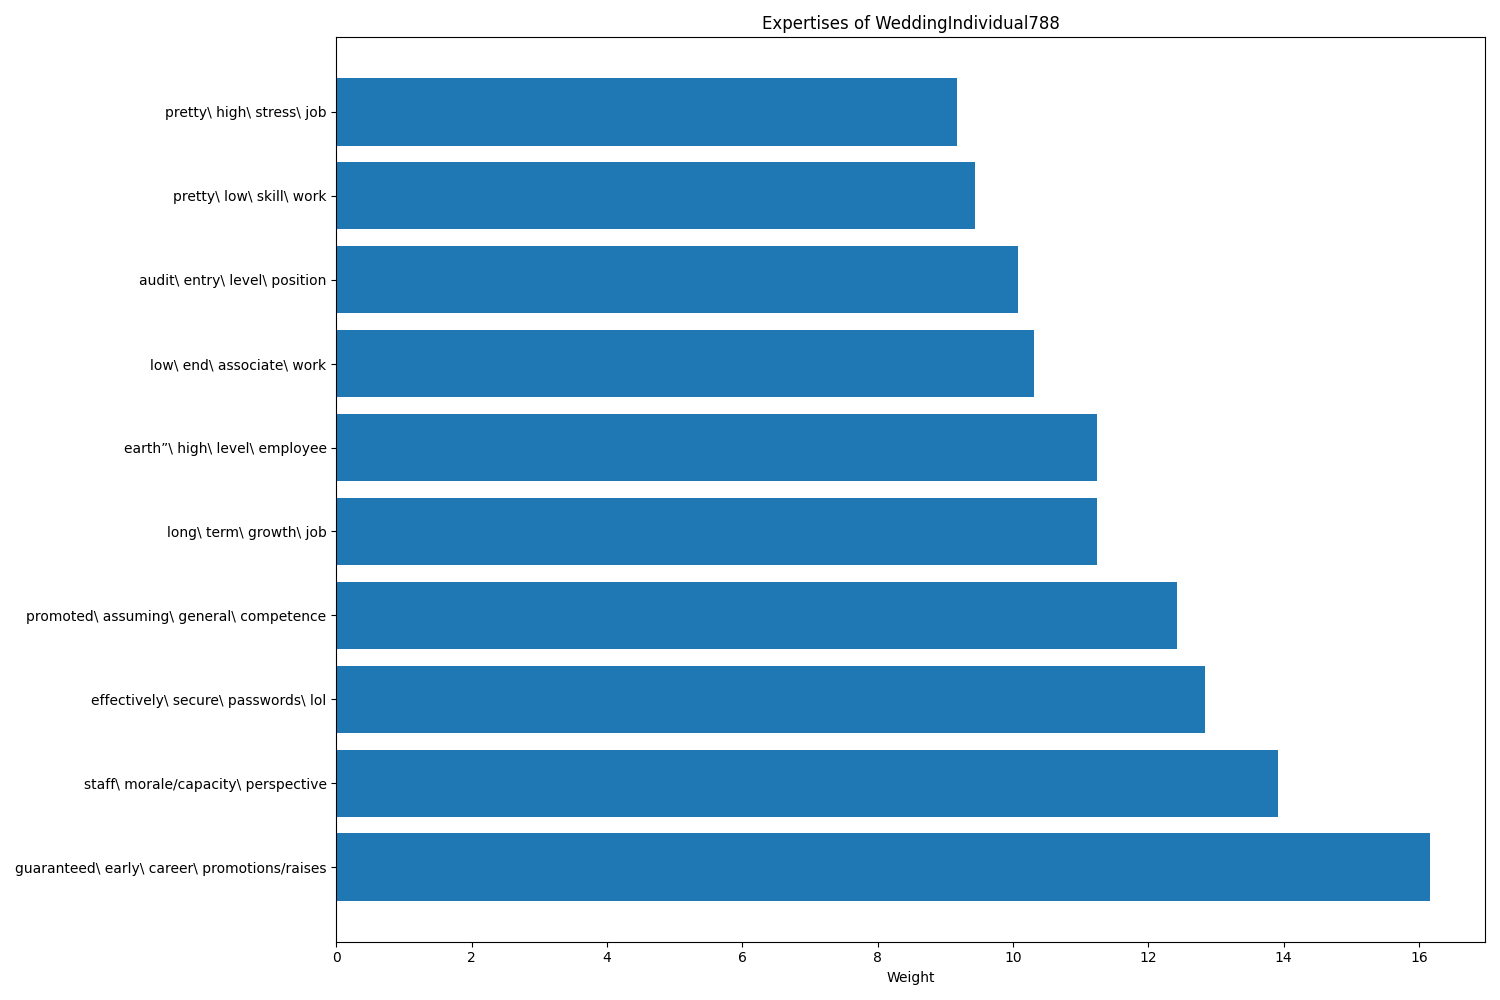 Expertises of WeddingIndividual788
pretty\ high\ stress\ job
pretty\ low\ skill\ work
audit\ entry\ level\ position
low\ end\ associate\ work
earth”\ high\ level\ employee
long\ term\ growth\ job
promoted\ assuming\ general\ competence
effectively\ secure\ passwords\ lol
staff\ morale/capacity\ perspective
guaranteed\ early\ career\ promotions/raises
0 2 4 6 8 10 12 14 16
Weight